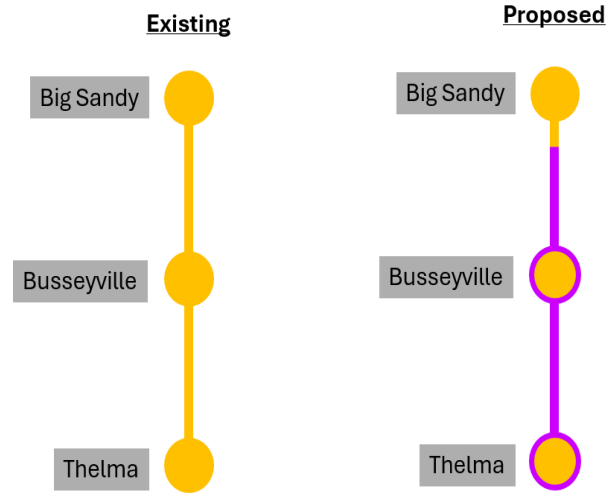 Existing
Proposed
Big Sandy
Big Sandy
Busseyville
Busseyville
Thelma
Thelma